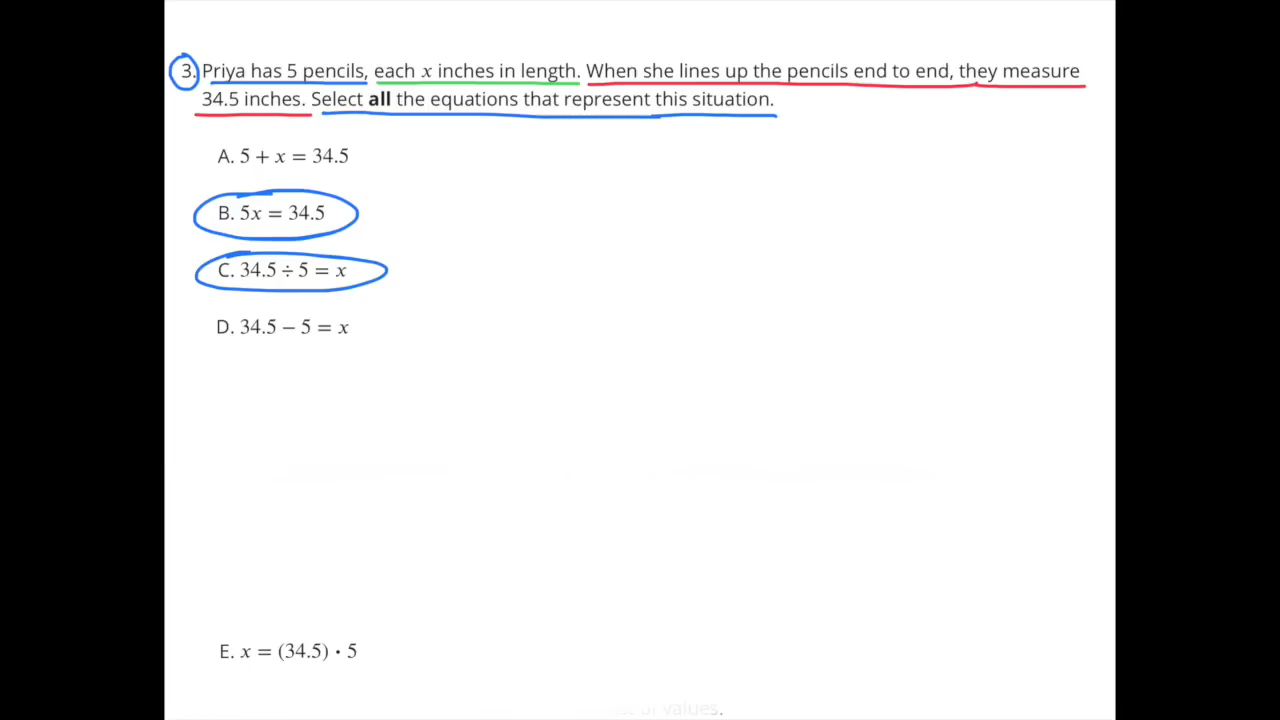 3. Priya has 5 pencils, each x inches in length. When she lines up the pencils end to end, they measure
34.5 inches. Select all the equations that represent this situation.
A. 5 + x = 34.5
B. 5x = 34.5
C. 34.5 ÷ 5 = x
D. 34.5 − 5 = x
E. x = (34.5) • 5
of values.